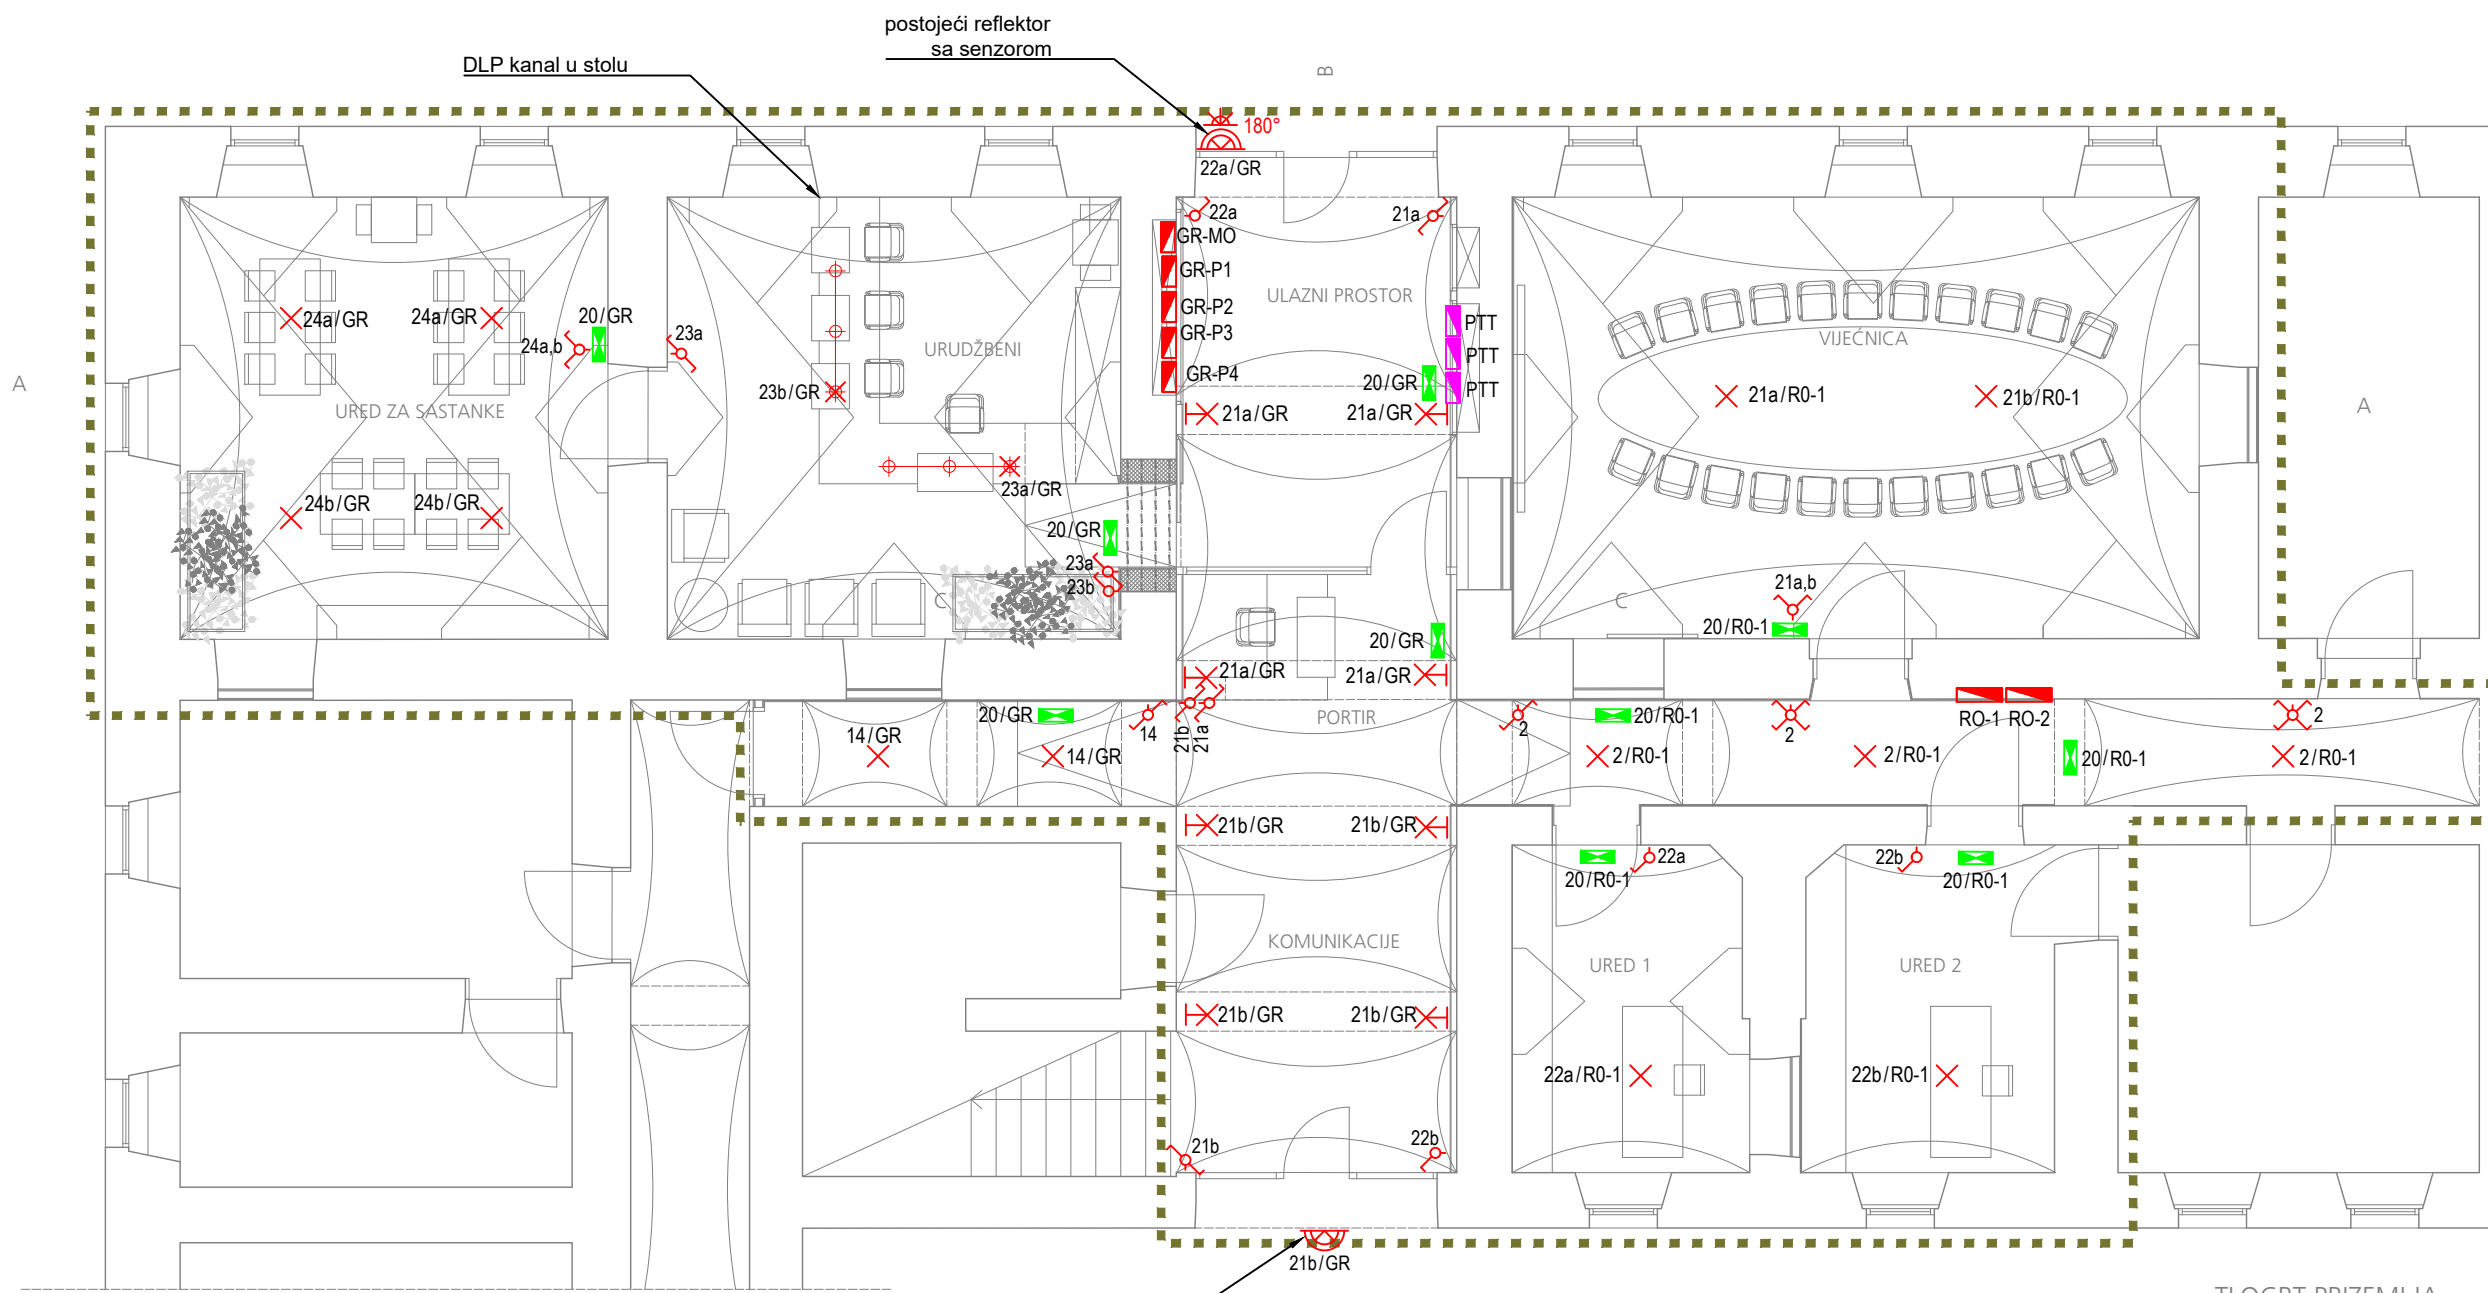 postojeći reflektor
sa senzorom
DLP kanal u stolu
B
180°
22a/GR
22a
21a
GR-MO
GR-P1
GR-P2
GR-P3
GR-P4
ULAZNI PROSTOR
PTT
PTT
PTT
20/GR
21a/GR
21a/GR
24a/GR
24a/GR
20/GR
24a,b
23a
URUDŽBENI
23b/GR
VIJEĆNICA
21a/R0-1
21b/R0-1
A
A
URED ZA SASTANKE
24b/GR
24b/GR
23a/GR
20/GR
23a
23b
C
C
21a,b
20/R0-1
20/GR
21a/GR
21a/GR
20/GR
14
21b
21a
PORTIR
2
20/R0-1
2
RO-1
RO-2
2
14/GR
14/GR
2/R0-1
2/R0-1
20/R0-1
2/R0-1
21b/GR
21b/GR
22a
20/R0-1
22b
20/R0-1
KOMUNIKACIJE
URED 1
URED 2
21b/GR
21b/GR
22a/R0-1
22b/R0-1
21b
22b
21b/GR
TLOCRT PRIZEMLJA